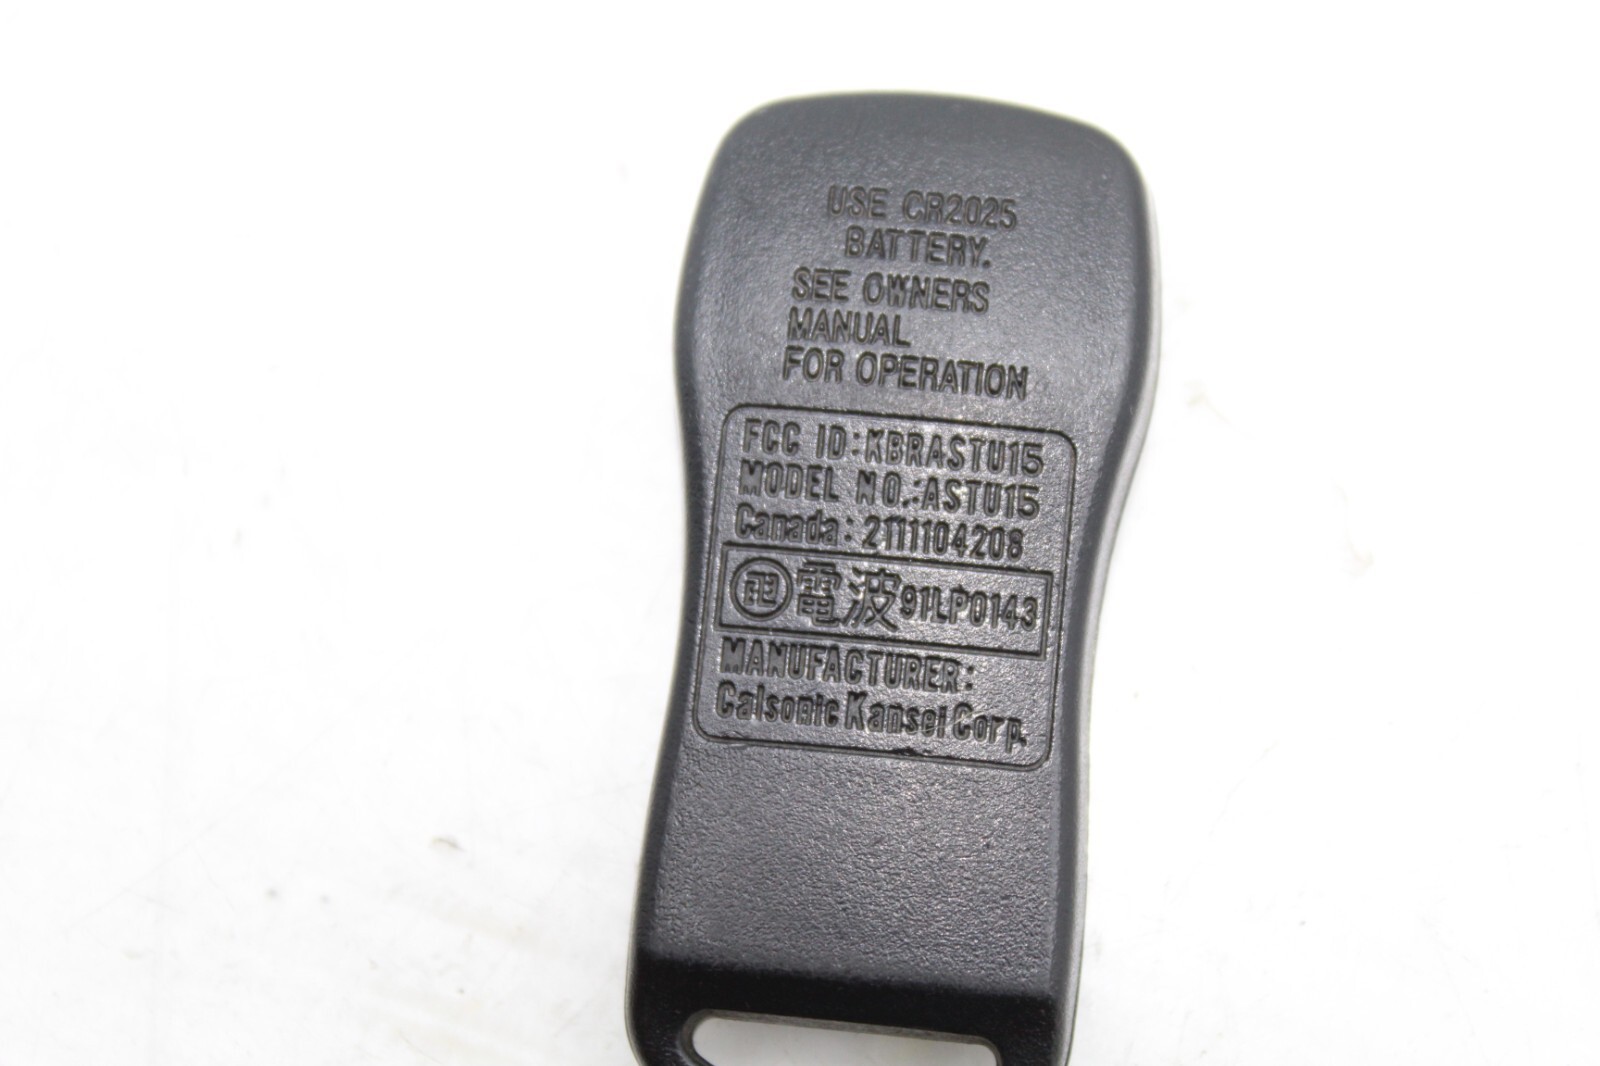 USE CR2025
BATTERY.
SEE OWNERS
MANUAL
FOR OPERATION
FCC ID:KBRASTU15
MODEL NO.:ASTU15
Canada: 2111104208
電波91LP0143
MANUFACTURER:
Calsonic Kansei Corp.